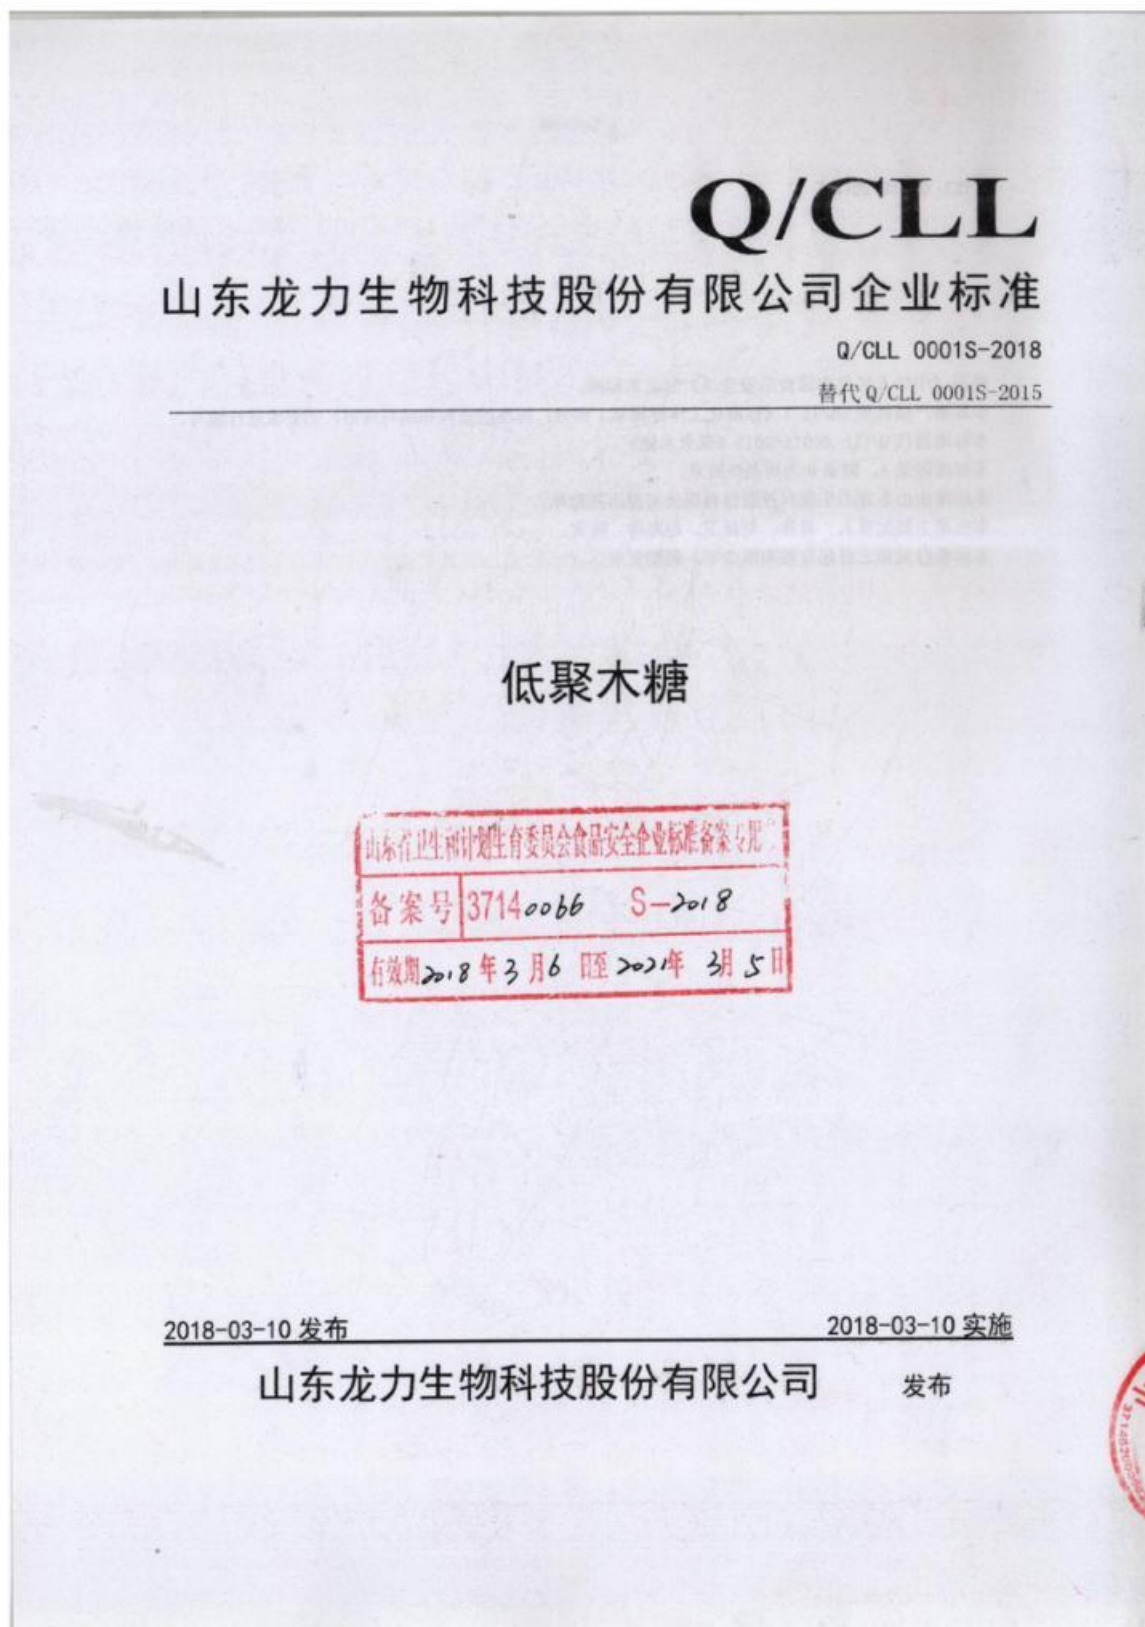 Q/CLL
山东龙力生物科技股份有限公司企业标准
Q/CLL 0001S-2018
替代 Q/CLL 0001S-2015
低聚木糖
山东省卫生和计划生育委员会食品安全企业标准备案专用
备案号 37140066 S-2018
有效期2018年3月6日至2021年3月5日
2018-03-10 发布
2018-03-10 实施
山东龙力生物科技股份有限公司 发布